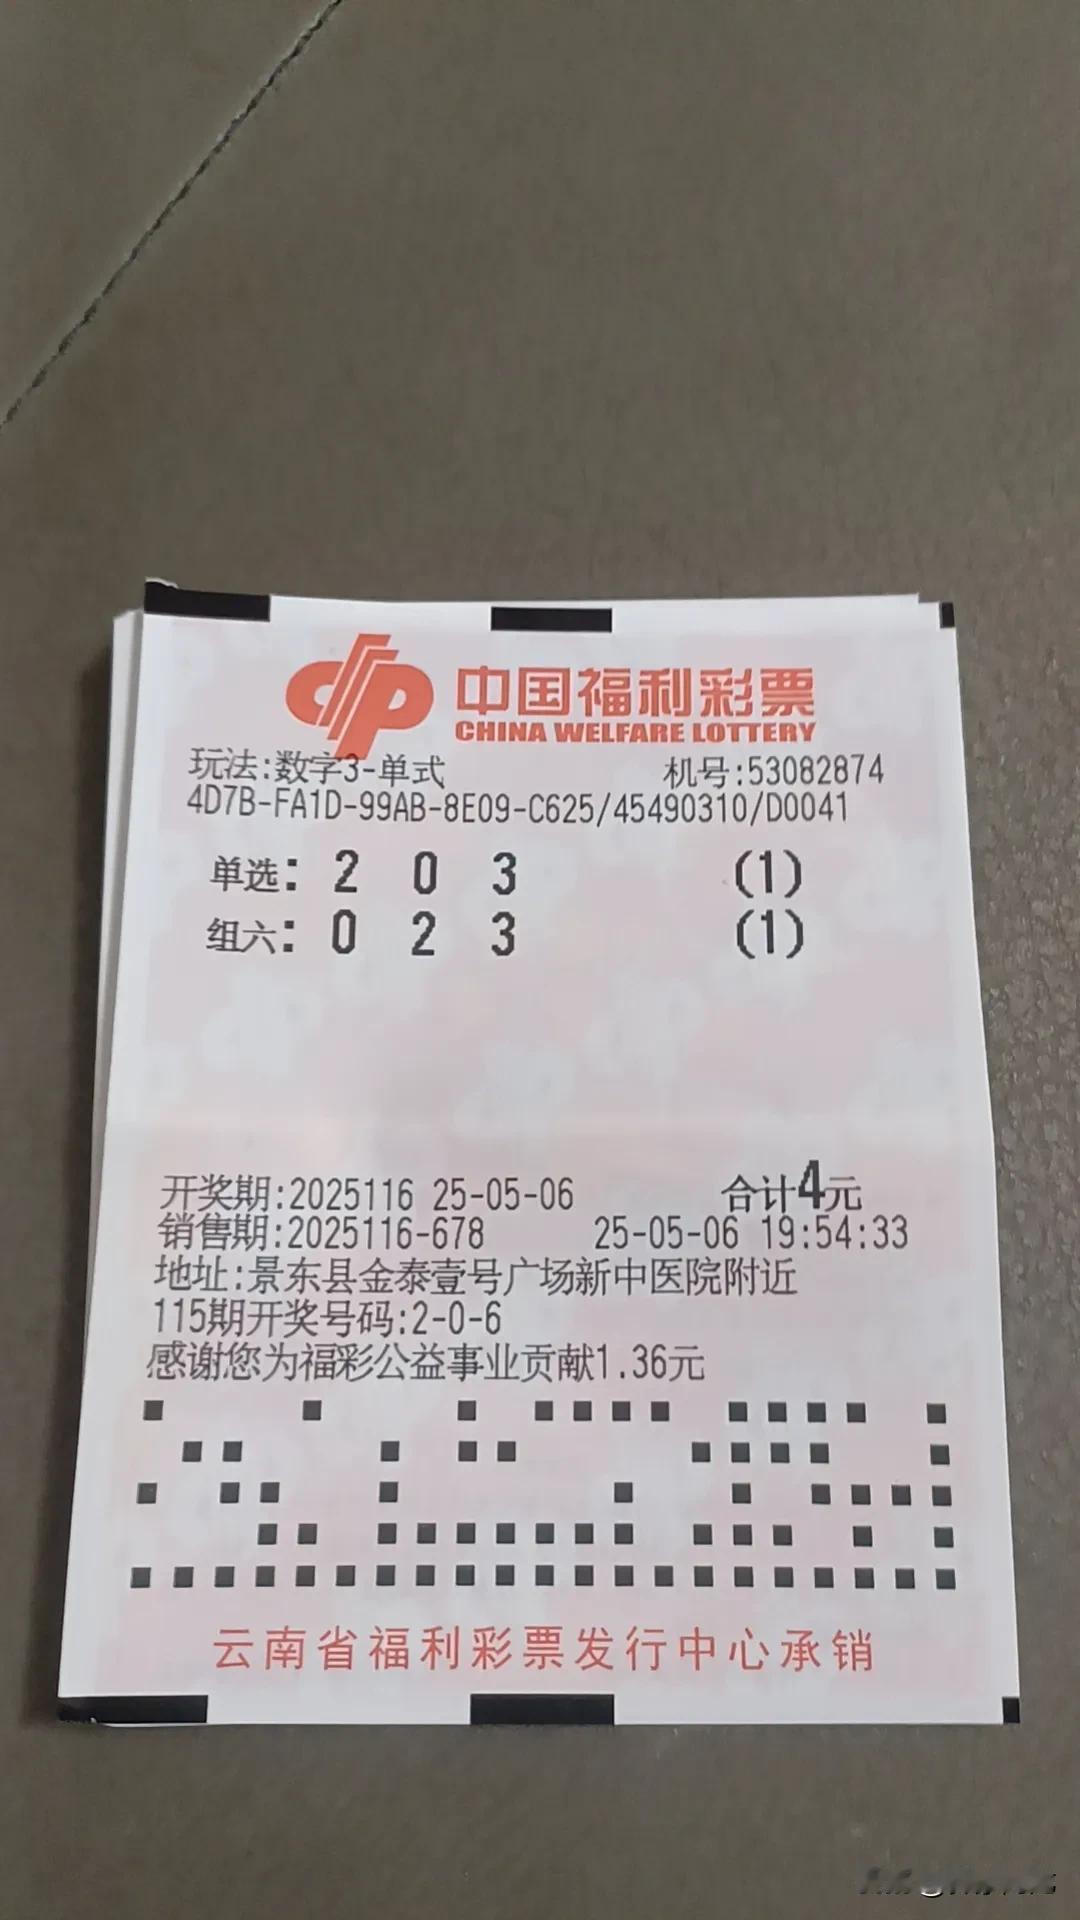 中国福利彩票
CHINA WELFARE LOTTERY
玩法:数字3-单式 机号:53082874
4D7B-FA1D-99AB-8E09-C625/45490310/D0041
单选: 2 0 3 (1)
组六: 0 2 3 (1)
开奖期:2025116 25-05-06 合计4元
销售期:2025116-678 25-05-06 19:54:33
地址:景东县金泰壹号广场新中医院附近
115期开奖号码:2-0-6
感谢您为福彩公益事业贡献1.36元
云南省福利彩票发行中心承销